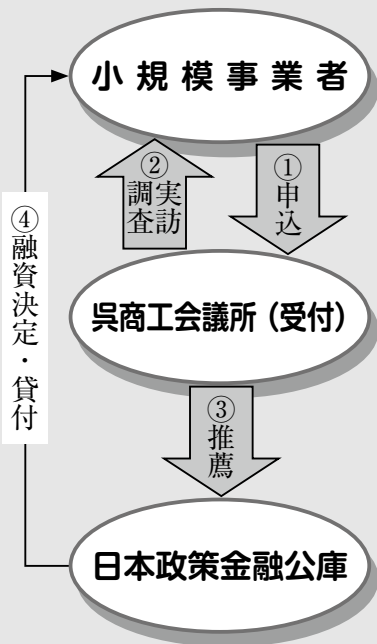 小規模事業者
①申込
②
実訪
調査
呉商工会議所（受付）
③推薦
④融資決定・貸付
日本政策金融公庫